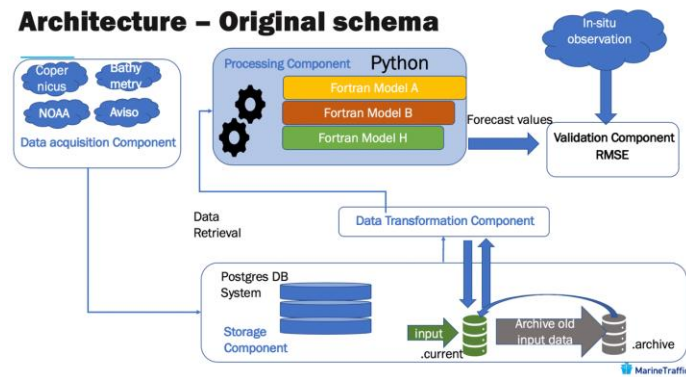 Architecture – Original schema
Coper
nicus
Bathy
metry
NOAA
Aviso
Data acquisition Component
Processing Component
Python
Fortran Model A
Fortran Model B
Fortran Model H
Forecast values
In-situ
observation
Validation Component
RMSE
Data
Retrieval
Data Transformation Component
Postgres DB
System
Storage
Component
input
.current
Archive old
input data
.archive
MarineTraffic